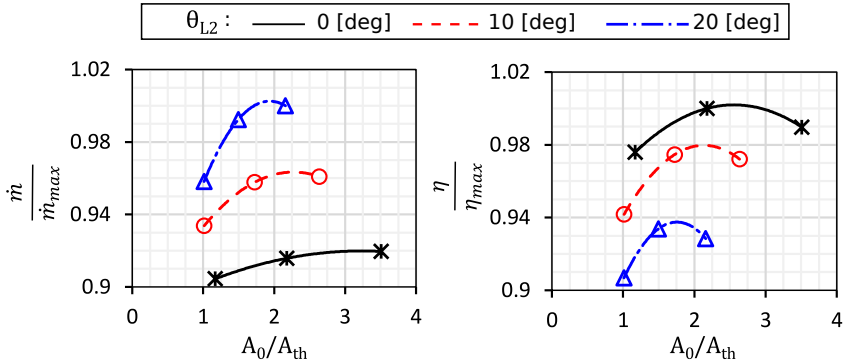 θL2 : 0 [deg] 10 [deg] 20 [deg]
1.02
0.98
0.94
0.9
ṁ
ṁmax
0 1 2 3 4
A0/Ath
1.02
0.98
0.94
0.9
η
ηmax
0 1 2 3 4
A0/Ath